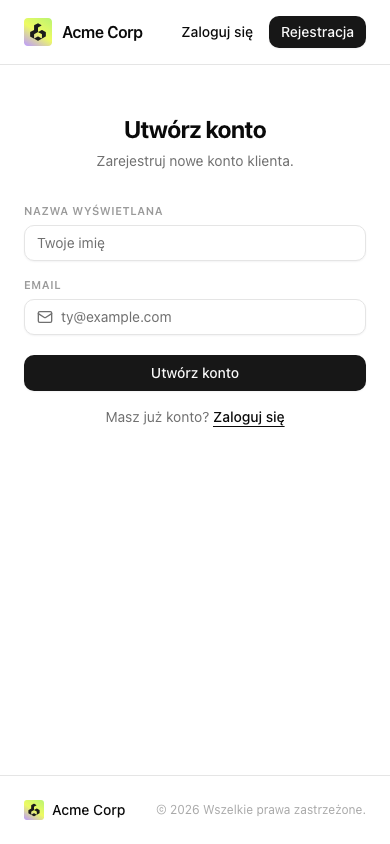 Acme Corp
Zaloguj się
Rejestracja
Utwórz konto
Zarejestruj nowe konto klienta.
NAZWA WYŚWIETLANA
Twoje imię
EMAIL
ty@example.com
Utwórz konto
Masz już konto? Zaloguj się
Acme Corp
© 2026 Wszelkie prawa zastrzeżone.